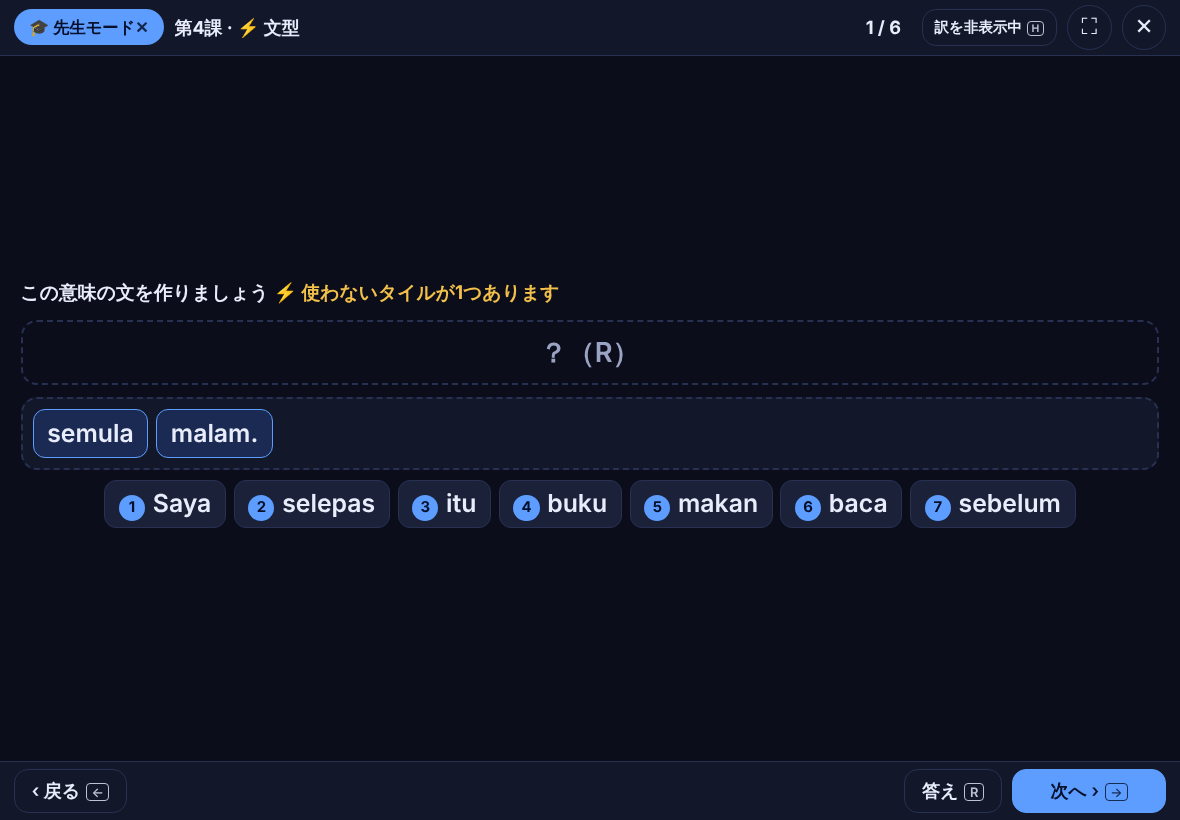 🎓 先生モード✕ 第4課 · ⚡ 文型 1 / 6 訳を非表示中 H ✕
この意味の文を作りましょう ⚡ 使わないタイルが1つあります
？（R）
semula malam.
1 Saya 2 selepas 3 itu 4 buku 5 makan 6 baca 7 sebelum
‹ 戻る ← 答え R 次へ › →